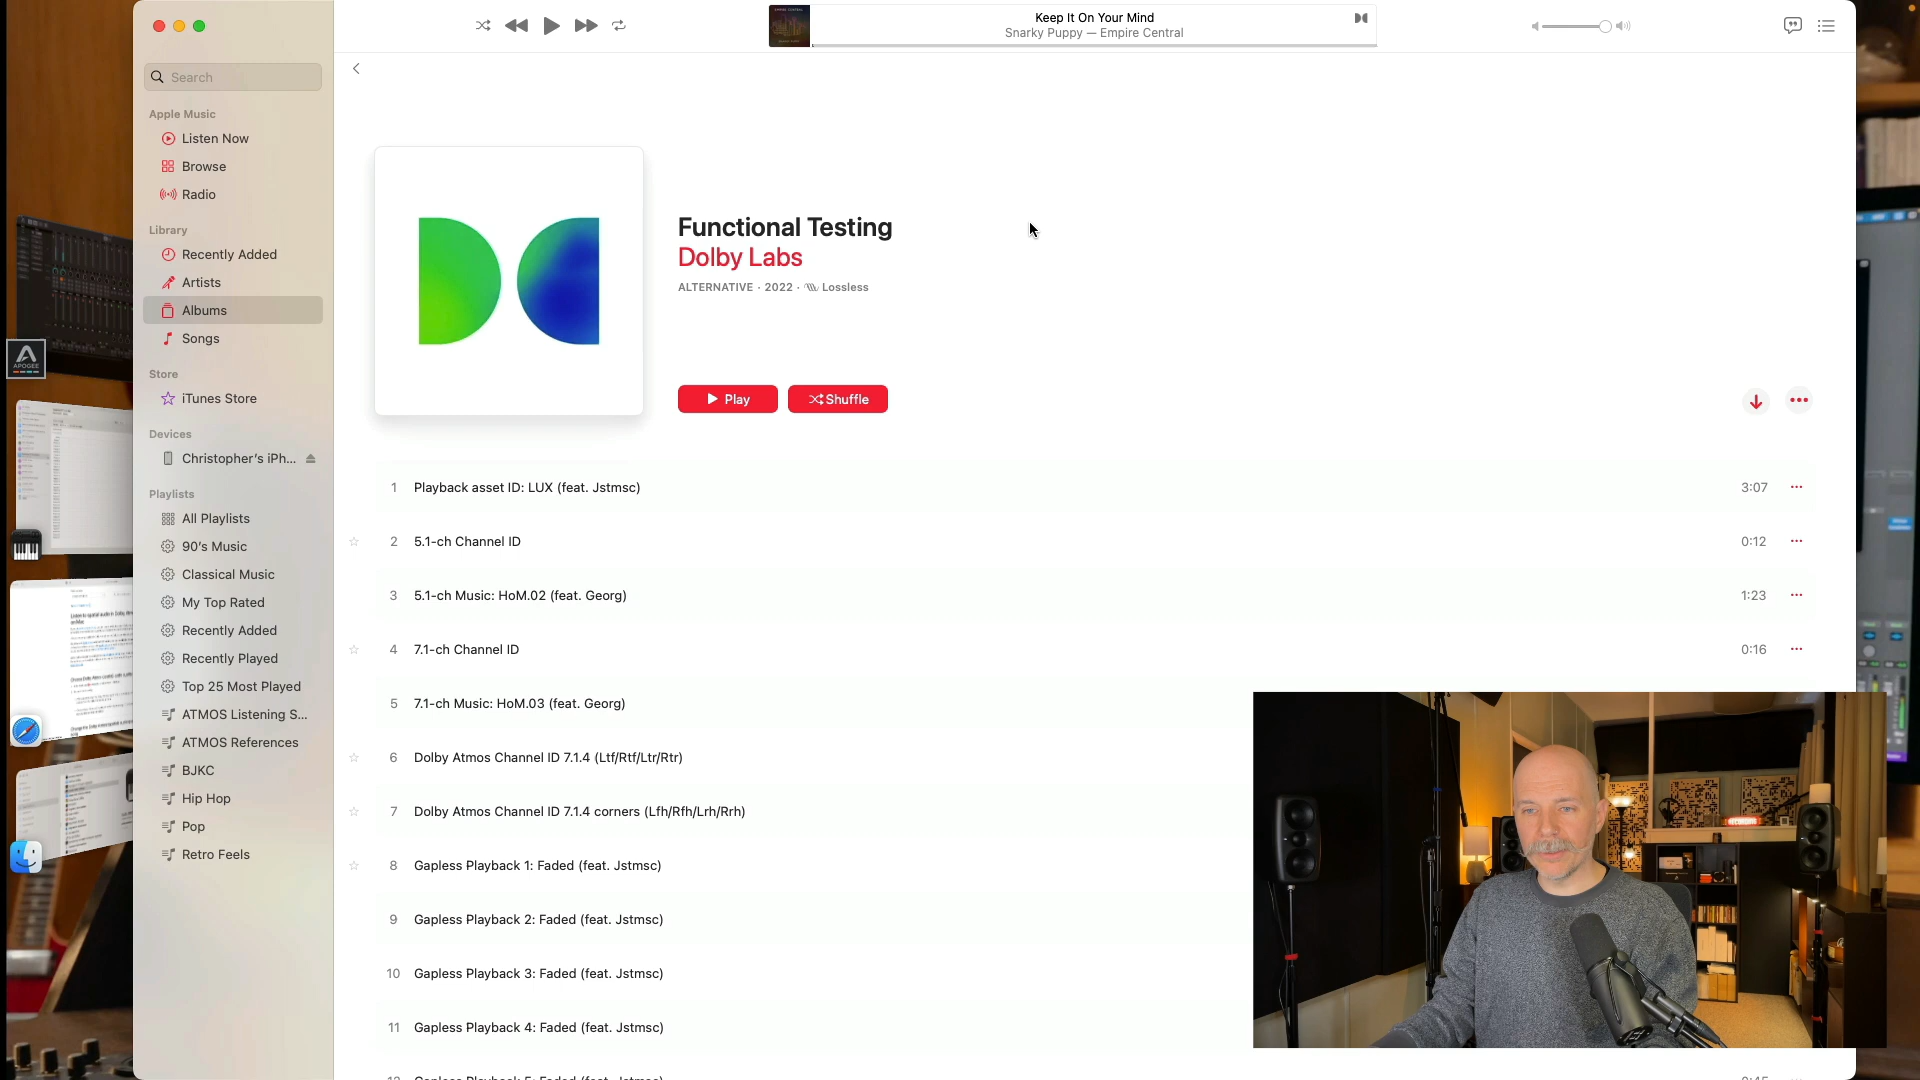 Keep It On Your Mind
Snarky Puppy — Empire Central
Search
Apple Music
Listen Now
Browse
Radio
Library
Recently Added
Artists
Albums
Songs
Store
iTunes Store
Devices
Christopher's iPh...
Playlists
All Playlists
90's Music
Classical Music
My Top Rated
Recently Added
Recently Played
Top 25 Most Played
ATMOS Listening S...
ATMOS References
BJKC
Hip Hop
Pop
Retro Feels
APOGEE
Functional Testing
Dolby Labs
ALTERNATIVE · 2022 · Lossless
Play
Shuffle
1 Playback asset ID: LUX (feat. Jstmsc) 3:07
2 5.1-ch Channel ID 0:12
3 5.1-ch Music: HoM.02 (feat. Georg) 1:23
4 7.1-ch Channel ID 0:16
5 7.1-ch Music: HoM.03 (feat. Georg)
6 Dolby Atmos Channel ID 7.1.4 (Ltf/Rtf/Ltr/Rtr)
7 Dolby Atmos Channel ID 7.1.4 corners (Lfh/Rfh/Lrh/Rrh)
8 Gapless Playback 1: Faded (feat. Jstmsc)
9 Gapless Playback 2: Faded (feat. Jstmsc)
10 Gapless Playback 3: Faded (feat. Jstmsc)
11 Gapless Playback 4: Faded (feat. Jstmsc)